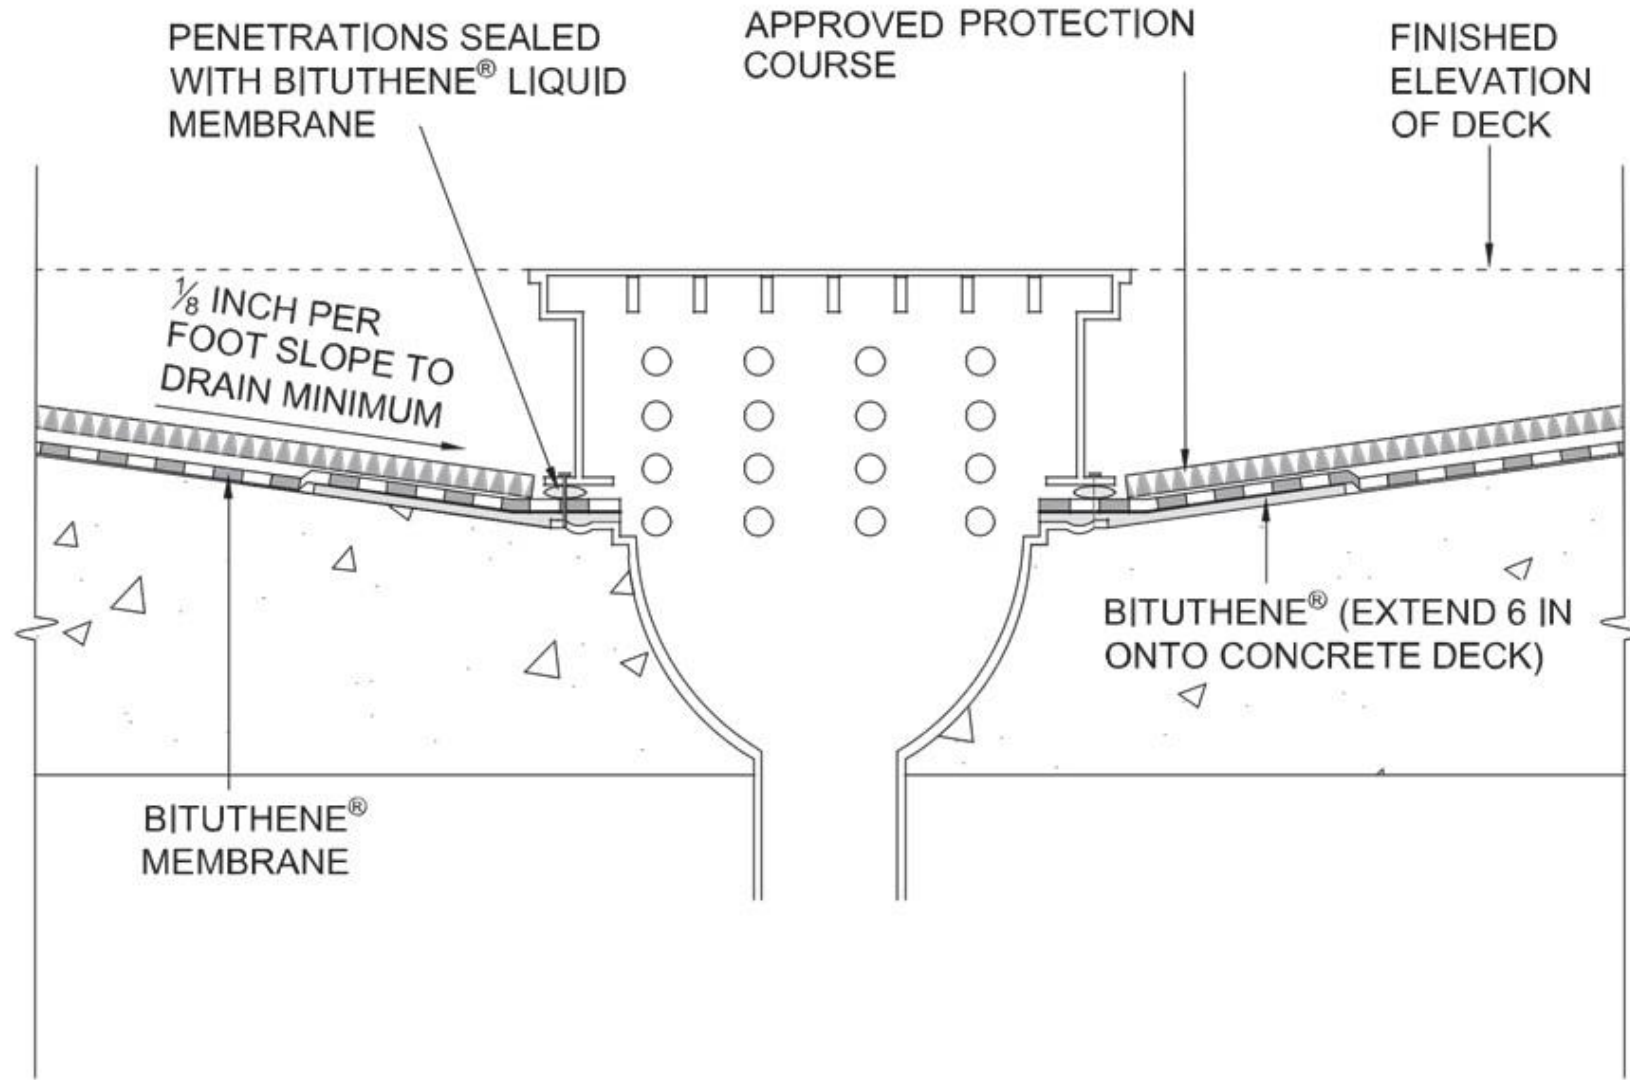 PENETRATIONS SEALED
WITH BITUTHENE® LIQUID
MEMBRANE
APPROVED PROTECTION
COURSE
FINISHED
ELEVATION
OF DECK
⅛ INCH PER
FOOT SLOPE TO
DRAIN MINIMUM
BITUTHENE® (EXTEND 6 IN
ONTO CONCRETE DECK)
BITUTHENE®
MEMBRANE